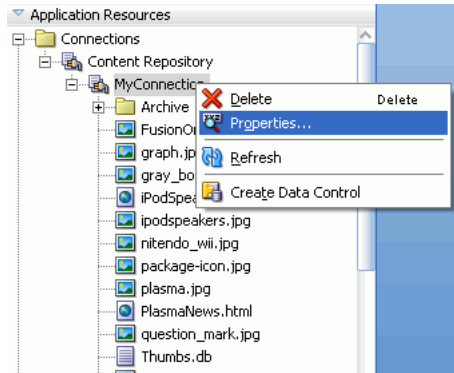 Application Resources
Connections
Content Repository
MyConnectio
Archive
Delete Delete
Properties...
Refresh
Create Data Control
graph.jp
gray_bo
iPodSpea
ipodspeakers.jpg
nitendo_wii.jpg
package-icon.jpg
plasma.jpg
PlasmaNews.html
question_mark.jpg
Thumbs.db